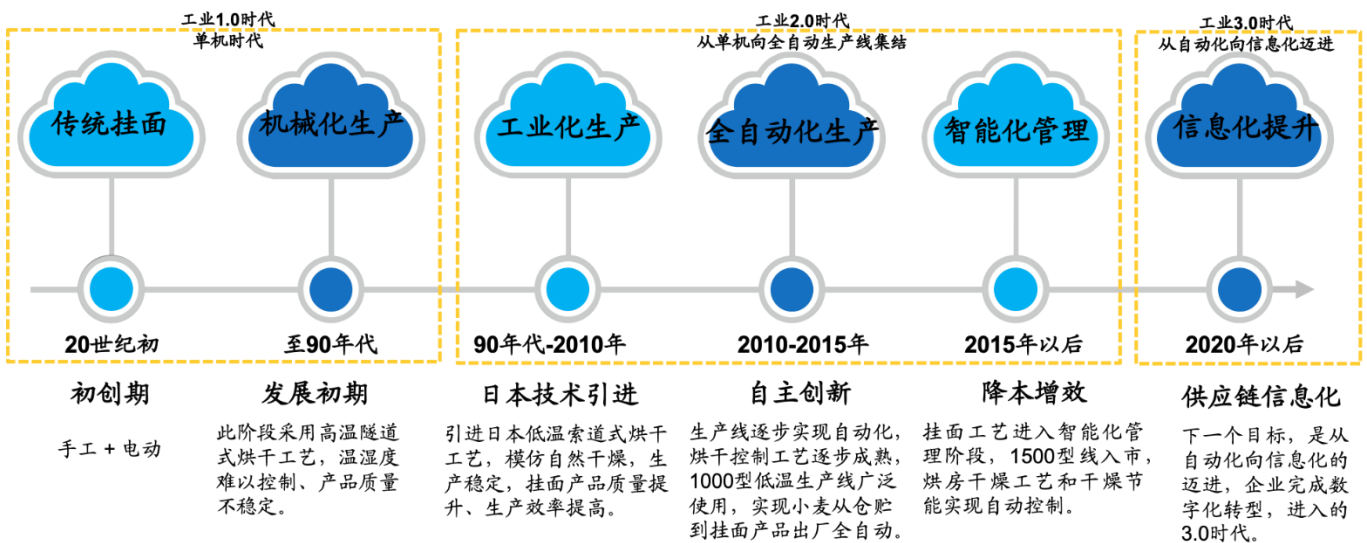 工业1.0时代
单机时代
工业2.0时代
从单机向全自动生产线集结
工业3.0时代
从自动化向信息化迈进
传统挂面
机械化生产
工业化生产
全自动化生产
智能化管理
信息化提升
20世纪初
至90年代
90年代-2010年
2010-2015年
2015年以后
2020年以后
初创期
手工 + 电动
发展初期
此阶段采用高温隧道
式烘干工艺，温湿度
难以控制、产品质量
不稳定。
日本技术引进
引进日本低温索道式烘干
工艺，模仿自然干燥，生
产稳定，挂面产品质量提
升、生产效率提高。
自主创新
生产线逐步实现自动化，
烘干控制工艺逐步成熟，
1000型低温生产线广泛
使用，实现小麦从仓贮
到挂面产品出厂全自动。
降本增效
挂面工艺进入智能化管
理阶段，1500型线入市，
烘房干燥工艺和干燥节
能实现自动控制。
供应链信息化
下一个目标，是从
自动化向信息化的
迈进，企业完成数
字化转型，进入的
3.0时代。